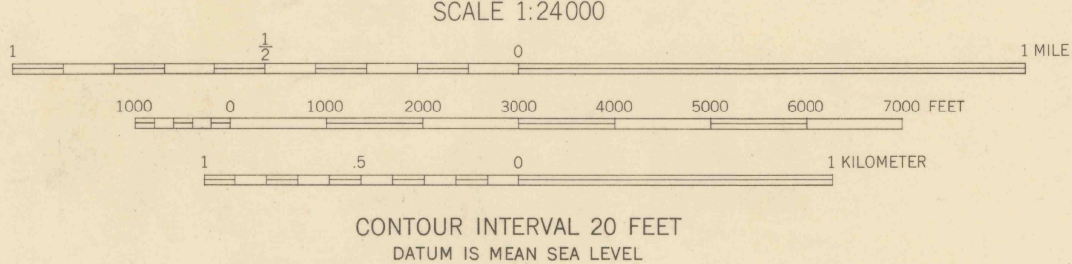 SCALE 1:24000
1 1/2 0 1 MILE
1000 0 1000 2000 3000 4000 5000 6000 7000 FEET
1 .5 0 1 KILOMETER
CONTOUR INTERVAL 20 FEET
DATUM IS MEAN SEA LEVEL